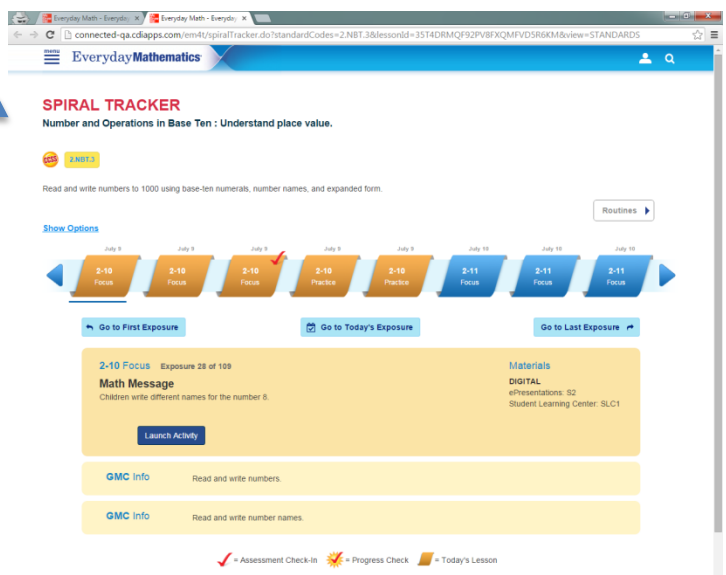 Everyday Math - Everyday
Everyday Math - Everyday
connected-qa.cdiapps.com/em4t/spiralTracker.do?standardCodes=2.NBT.3&lessonId=3ST4DRMQF92PV8FXQMFVD5R6KM&view=STANDARDS
menu
Everyday Mathematics
SPIRAL TRACKER
Number and Operations in Base Ten : Understand place value.
2.NBT.3
Read and write numbers to 1000 using base-ten numerals, number names, and expanded form.
Routines
Show Options
July 9 July 9 July 9 July 9 July 9 July 10 July 10 July 10
2-10 2-10 2-10 2-10 2-10 2-11 2-11 2-11
Focus Focus Focus Practice Practice Focus Focus Focus
Go to First Exposure Go to Today's Exposure Go to Last Exposure
2-10 Focus Exposure 28 of 109
Math Message
Children write different names for the number 8.
Launch Activity
Materials
DIGITAL
ePresentations: S2
Student Learning Center: SLC1
GMC Info Read and write numbers.
GMC Info Read and write number names.
= Assessment Check-In = Progress Check = Today's Lesson